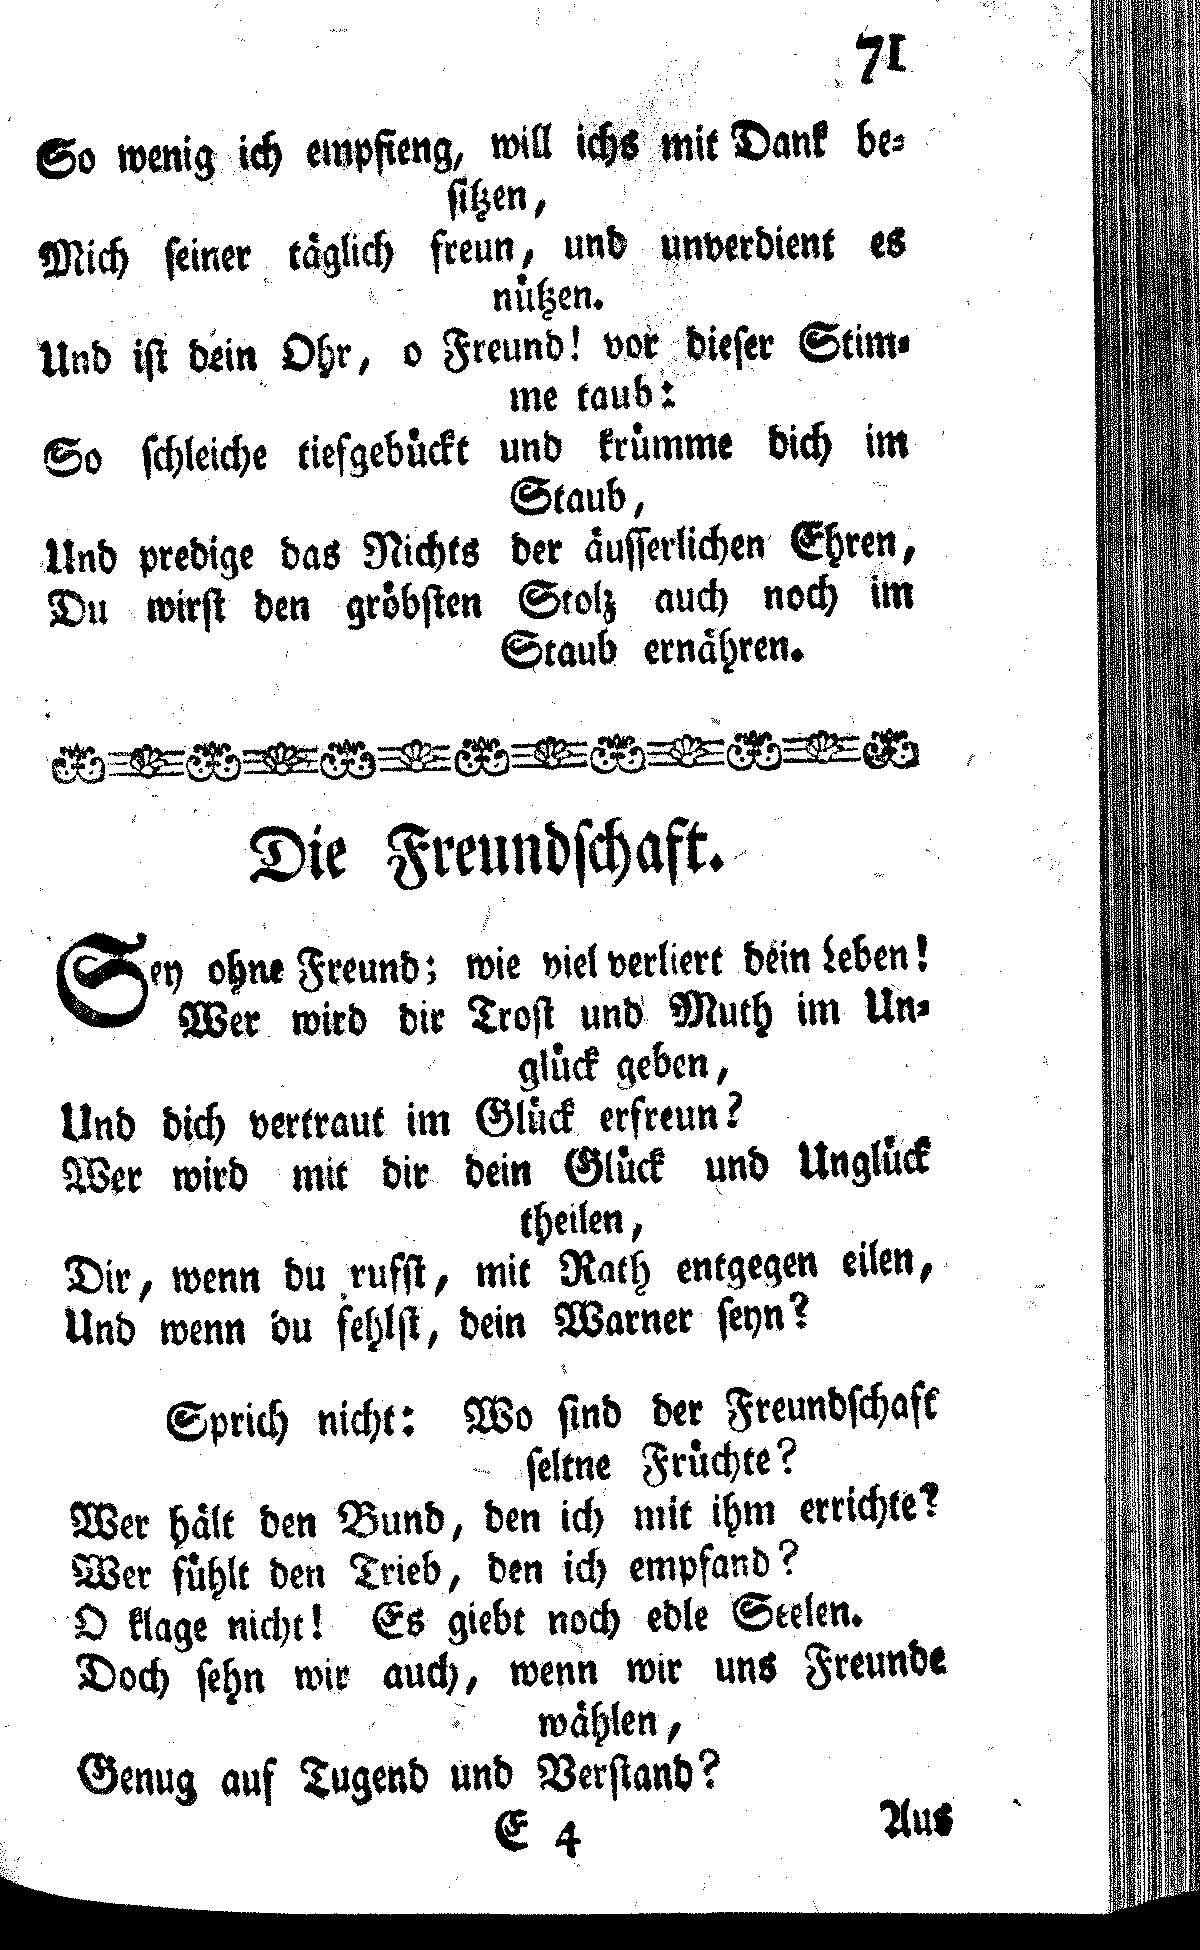 71
So wenig ich empfieng, will ichs mit Dank be-
sitzen,
Mich seiner täglich freun, und unverdient es
nützen.
Und ist dein Ohr, o Freund! vor dieser Stim-
me taub:
So schleiche tiefgebückt und krümme dich im
Staub,
Und predige das Nichts der äusserlichen Ehren,
Du wirst den gröbsten Stolz auch noch im
Staub ernähren.
Die Freundschaft.
Sey ohne Freund; wie viel verliert dein Leben!
Wer wird dir Trost und Muth im Un-
glück geben,
Und dich vertraut im Glück erfreun?
Wer wird mit dir dein Glück und Unglück
theilen,
Dir, wenn du rufst, mit Rath entgegen eilen,
Und wenn du fehlst, dein Warner seyn?
Sprich nicht: Wo sind der Freundschaft
seltne Früchte?
Wer hält den Bund, den ich mit ihm errichte?
Wer fühlt den Trieb, den ich empfand?
O klage nicht! Es giebt noch edle Seelen.
Doch sehn wir auch, wenn wir uns Freunde
wählen,
Genug auf Tugend und Verstand?
E 4
Aus